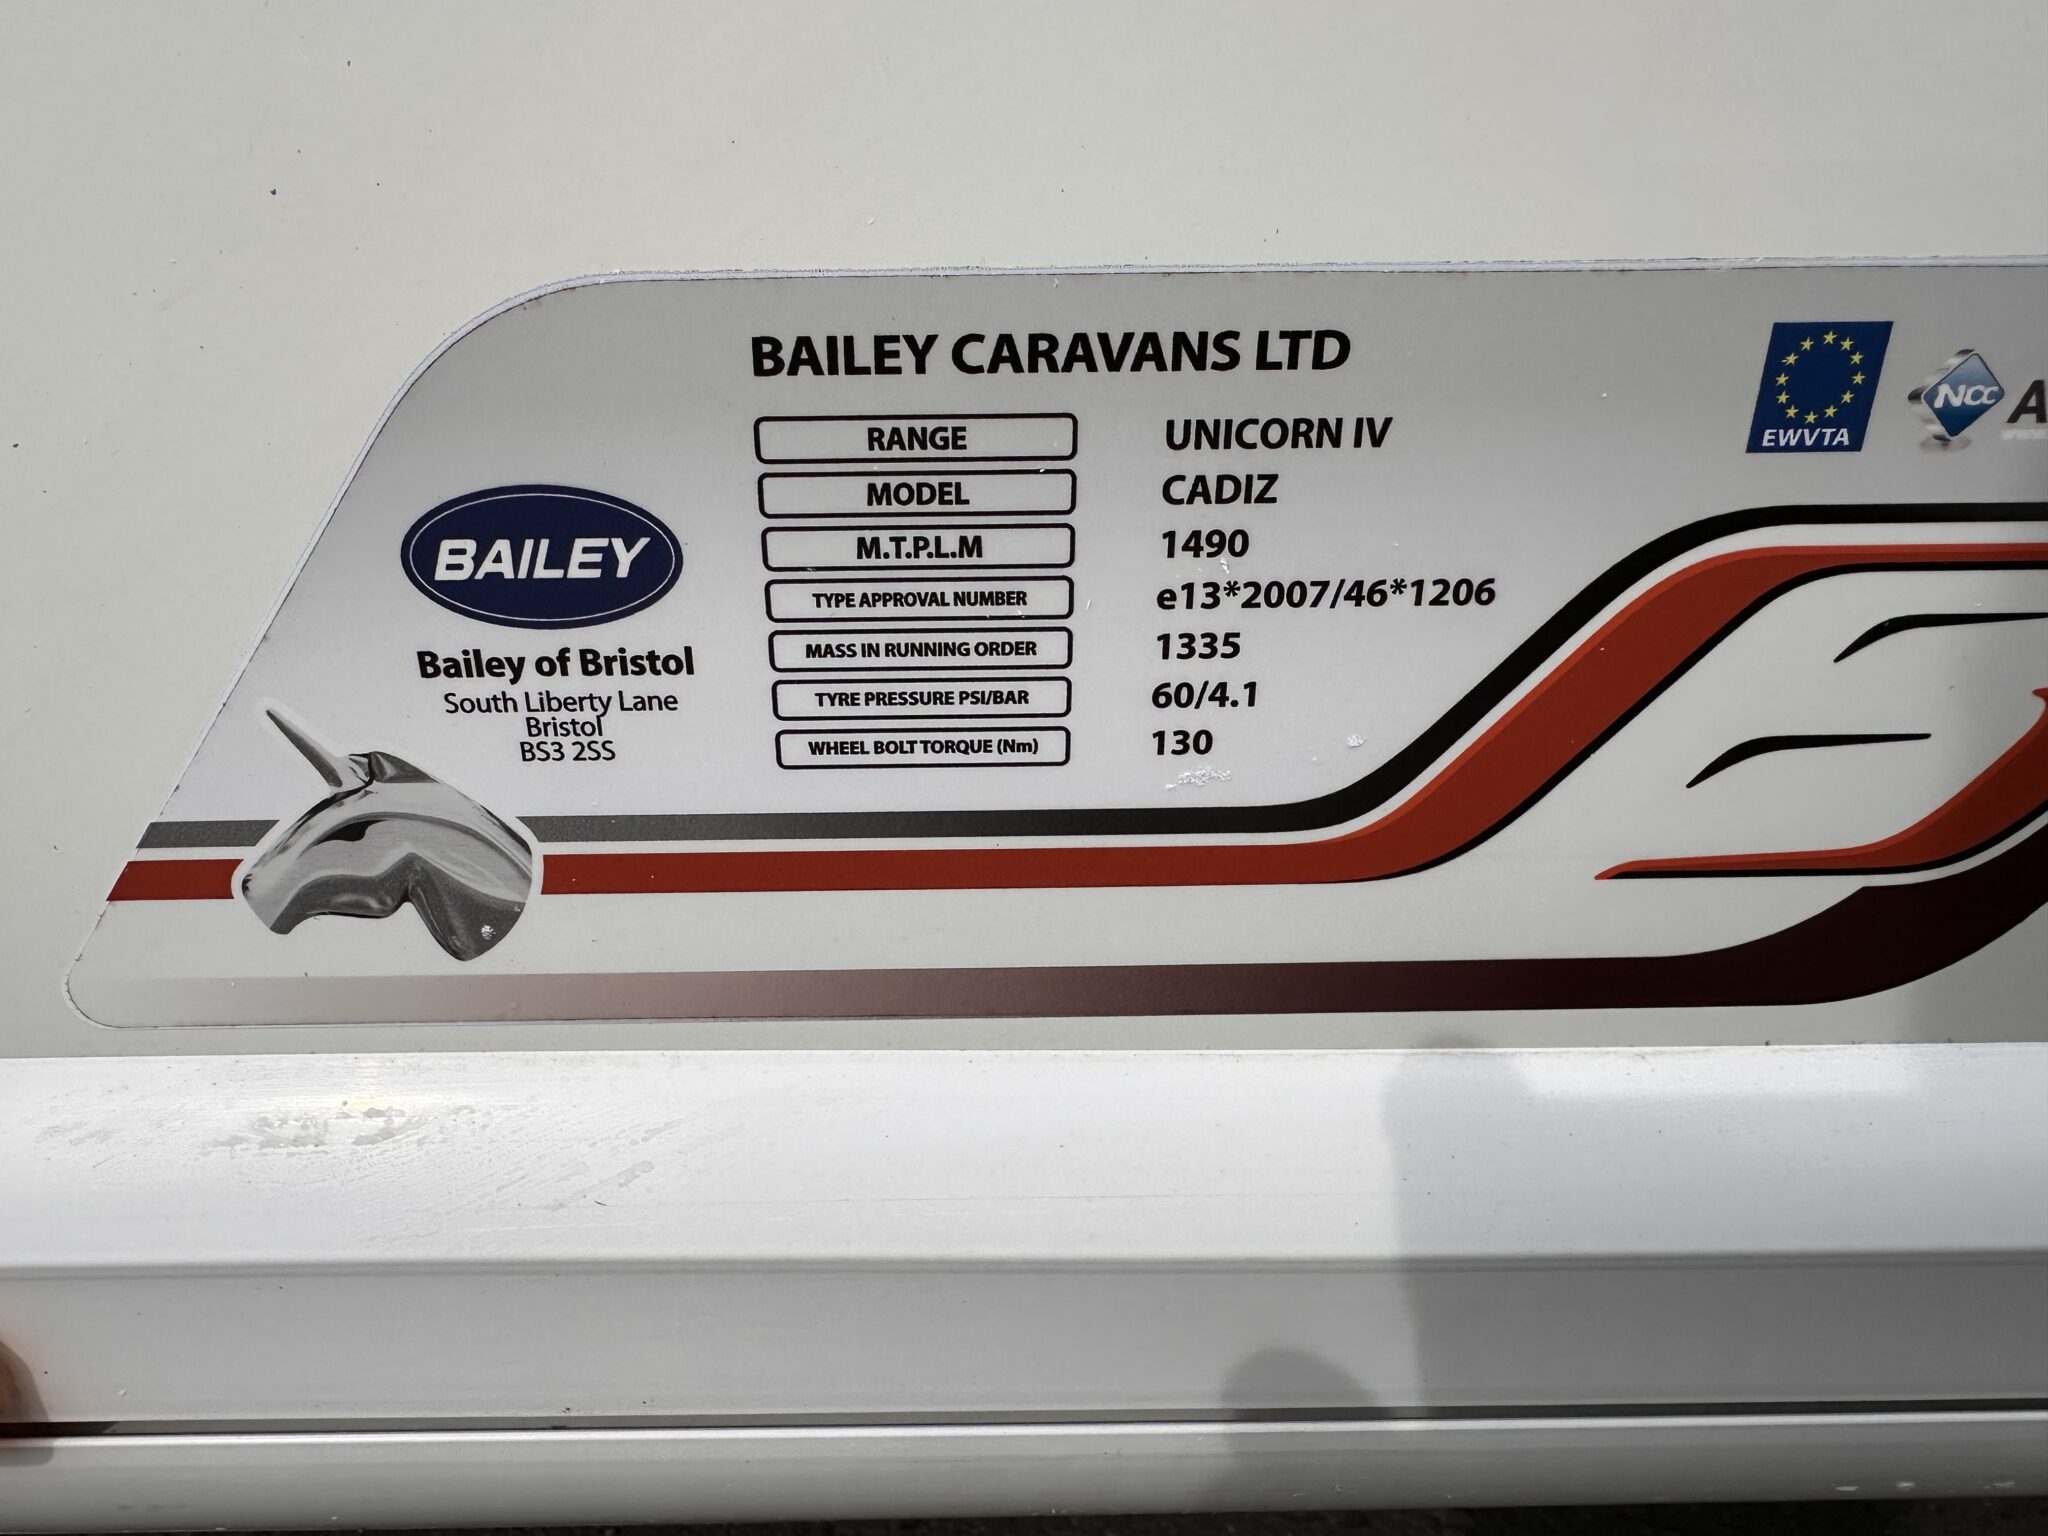 BAILEY CARAVANS LTD
RANGE UNICORN IV
MODEL CADIZ
M.T.P.L.M 1490
TYPE APPROVAL NUMBER e13*2007/46*1206
MASS IN RUNNING ORDER 1335
TYRE PRESSURE PSI/BAR 60/4.1
WHEEL BOLT TORQUE (Nm) 130
BAILEY
Bailey of Bristol
South Liberty Lane
Bristol
BS3 2SS
EWVTA
NCC